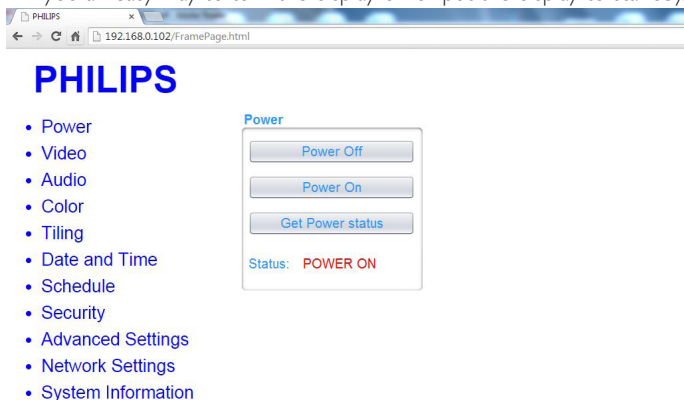 PHILIPS
192.168.0.102/FramePage.html
PHILIPS
• Power
• Video
• Audio
• Color
• Tiling
• Date and Time
• Schedule
• Security
• Advanced Settings
• Network Settings
• System Information
Power
Power Off
Power On
Get Power status
Status: POWER ON